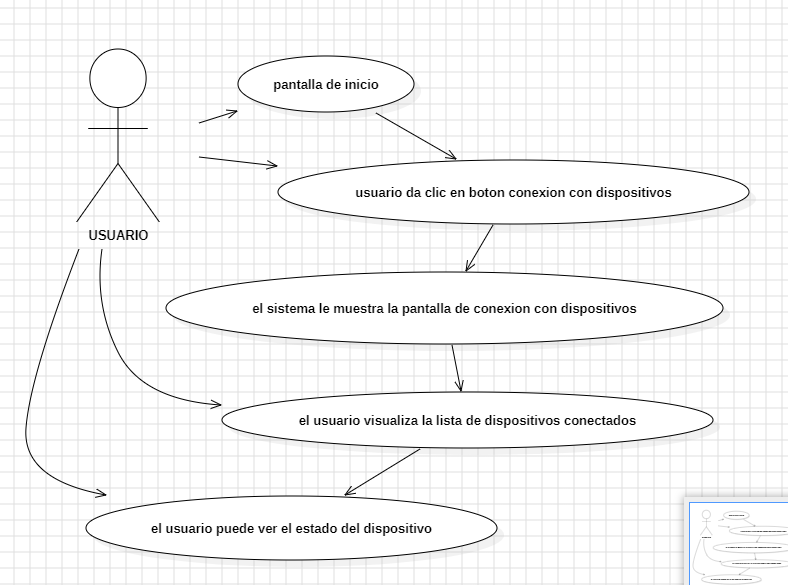 pantalla de inicio
usuario da clic en boton conexion con dispositivos
USUARIO
el sistema le muestra la pantalla de conexion con dispositivos
el usuario visualiza la lista de dispositivos conectados
el usuario puede ver el estado del dispositivo